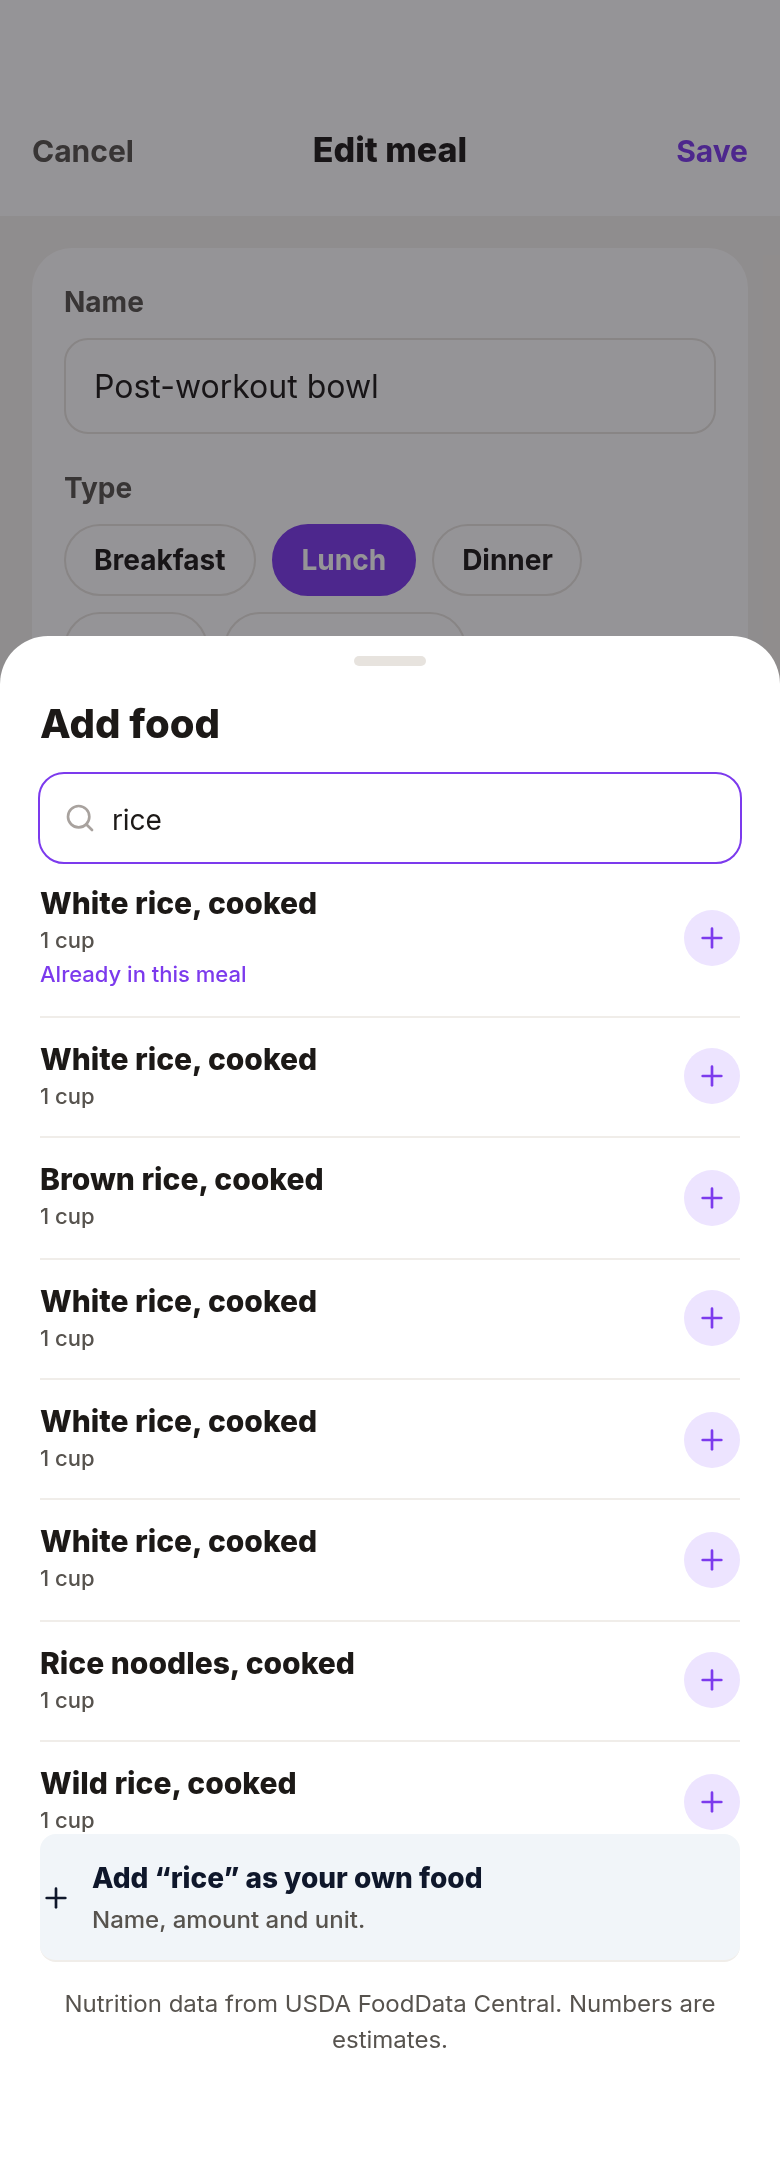 Cancel
Edit meal
Save
Name
Post-workout bowl
Type
Breakfast
Lunch
Dinner
Add food
rice
White rice, cooked
1 cup
Already in this meal
White rice, cooked
1 cup
Brown rice, cooked
1 cup
White rice, cooked
1 cup
White rice, cooked
1 cup
White rice, cooked
1 cup
Rice noodles, cooked
1 cup
Wild rice, cooked
1 cup
Add “rice” as your own food
Name, amount and unit.
Nutrition data from USDA FoodData Central. Numbers are
estimates.